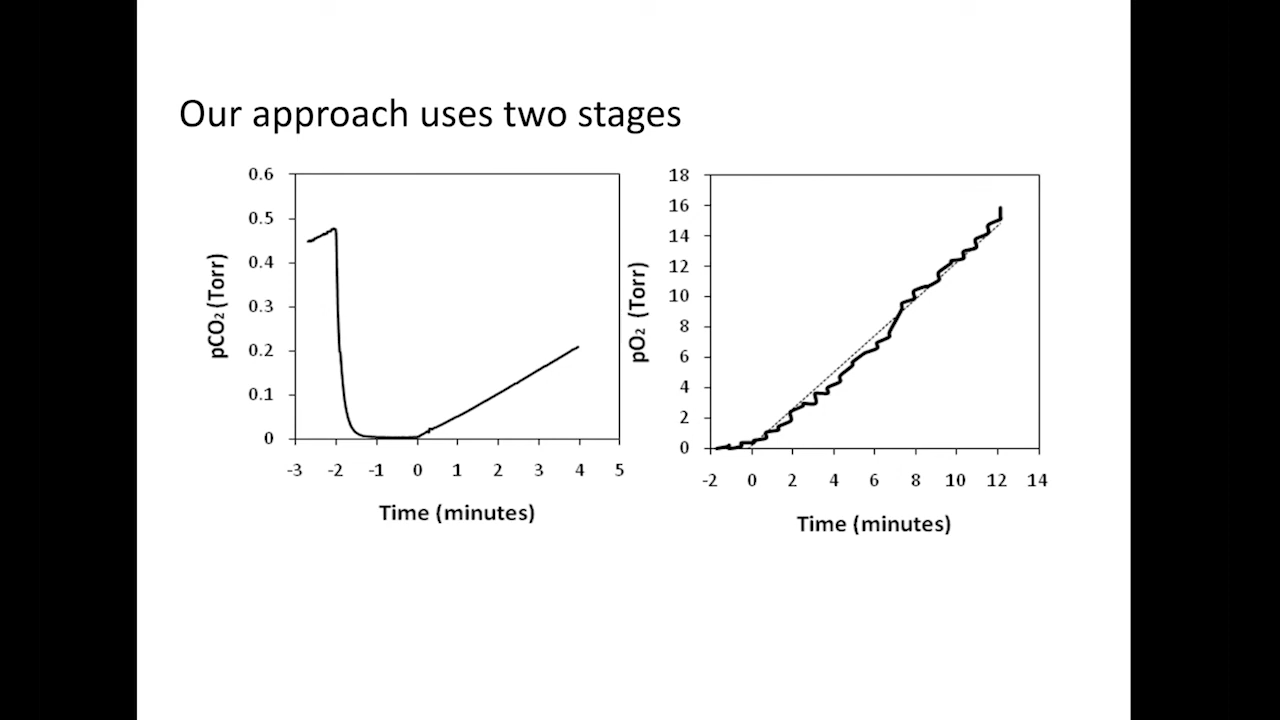 Our approach uses two stages
0.6
0.5
0.4
0.3
0.2
0.1
0
pCO₂ (Torr)
-3 -2 -1 0 1 2 3 4 5
Time (minutes)
18
16
14
12
10
8
6
4
2
0
pO₂ (Torr)
-2 0 2 4 6 8 10 12 14
Time (minutes)